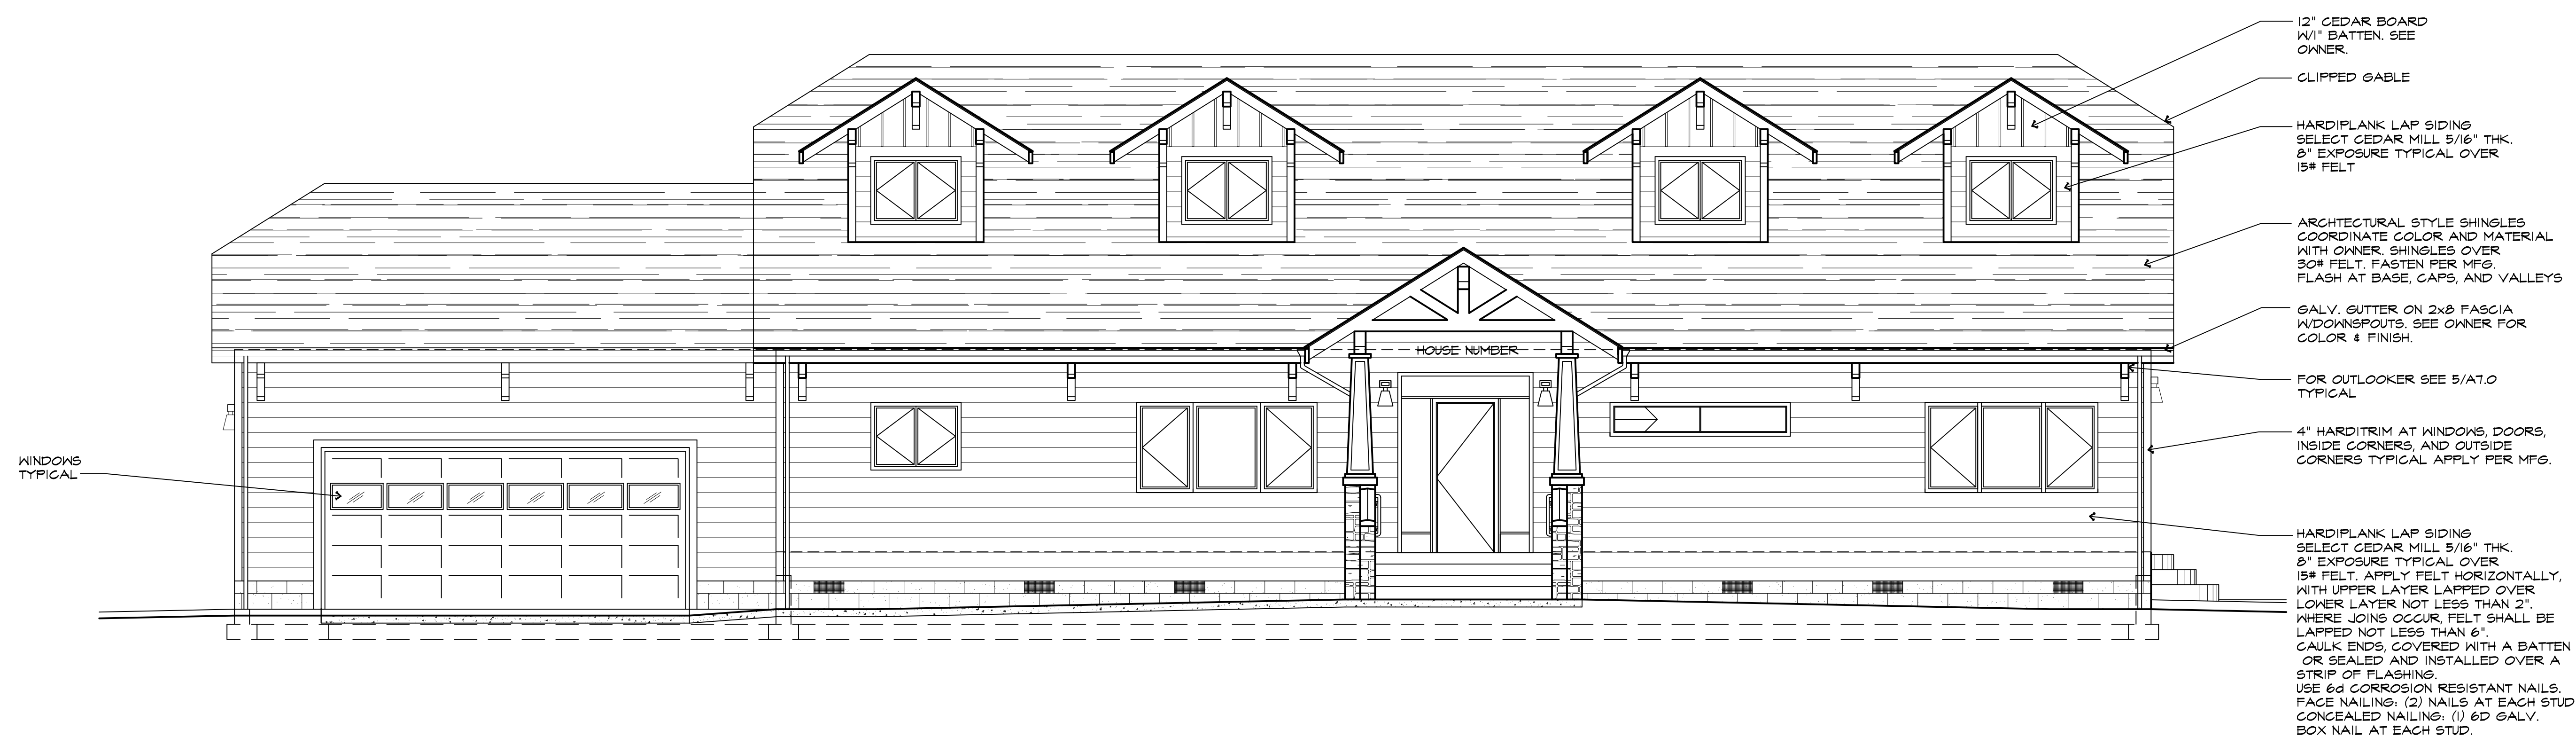 12" CEDAR BOARD
W/1" BATTEN. SEE
OWNER.
CLIPPED GABLE
HARDIPLANK LAP SIDING
SELECT CEDAR MILL 5/16" THK.
8" EXPOSURE TYPICAL OVER
15# FELT
ARCHTECTURAL STYLE SHINGLES
COORDINATE COLOR AND MATERIAL
WITH OWNER. SHINGLES OVER
30# FELT. FASTEN PER MFG.
FLASH AT BASE, CAPS, AND VALLEYS
GALV. GUTTER ON 2x8 FASCIA
W/DOWNSPOUTS. SEE OWNER FOR
COLOR & FINISH.
HOUSE NUMBER
FOR OUTLOOKER SEE 5/A7.0
TYPICAL
4" HARDITRIM AT WINDOWS, DOORS,
INSIDE CORNERS, AND OUTSIDE
CORNERS TYPICAL APPLY PER MFG.
WINDOWS
TYPICAL
HARDIPLANK LAP SIDING
SELECT CEDAR MILL 5/16" THK.
8" EXPOSURE TYPICAL OVER
15# FELT. APPLY FELT HORIZONTALLY,
WITH UPPER LAYER LAPPED OVER
LOWER LAYER NOT LESS THAN 2".
WHERE JOINS OCCUR, FELT SHALL BE
LAPPED NOT LESS THAN 6".
CAULK ENDS, COVERED WITH A BATTEN
OR SEALED AND INSTALLED OVER A
STRIP OF FLASHING.
USE 6d CORROSION RESISTANT NAILS.
FACE NAILING: (2) NAILS AT EACH STUD
CONCEALED NAILING: (1) 6D GALV.
BOX NAIL AT EACH STUD.